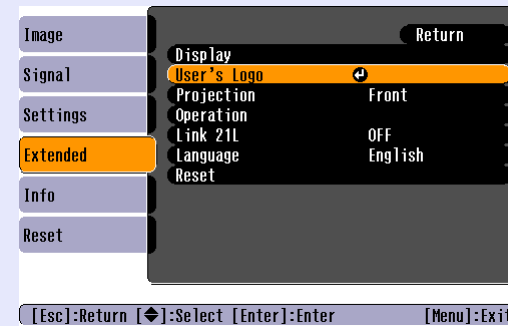 Image
Signal
Settings
Extended
Info
Reset
Return
Display
User's Logo
Projection Front
Operation
Link 21L OFF
Language English
Reset
[Esc]:Return [◆]:Select [Enter]:Enter [Menu]:Exit